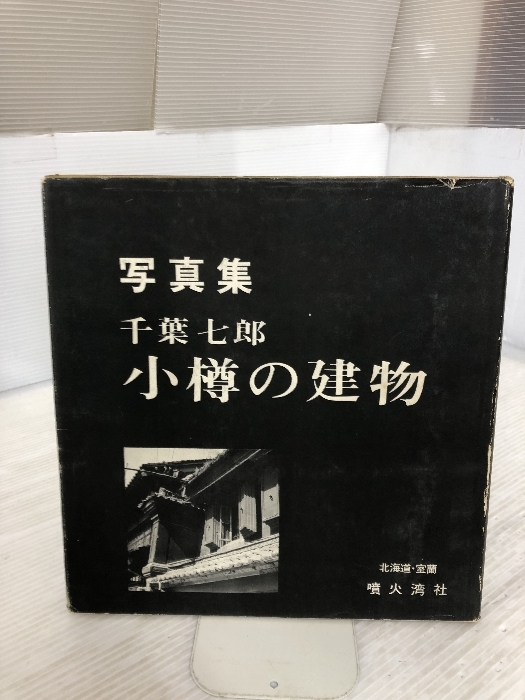 写真集
千葉七郎
小樽の建物
北海道・室蘭
噴火湾社